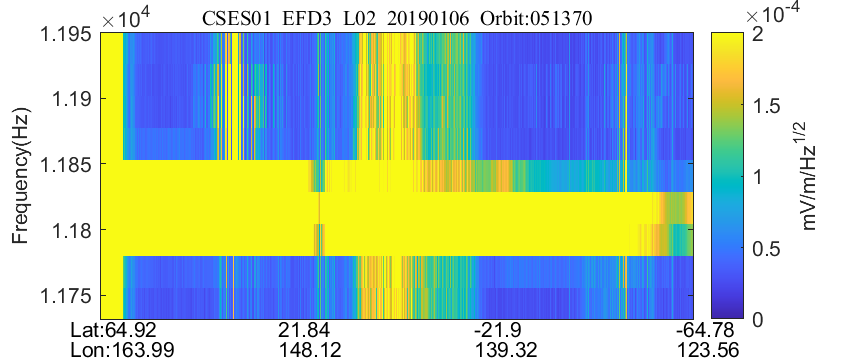 ×10⁴ CSES01 EFD3 L02 20190106 Orbit:051370 ×10⁻⁴
1.195
1.19
1.185
1.18
1.175
Frequency(Hz)
2
1.5
1
0.5
0
mV/m/Hz^1/2
Lat:64.92 21.84 -21.9 -64.78
Lon:163.99 148.12 139.32 123.56